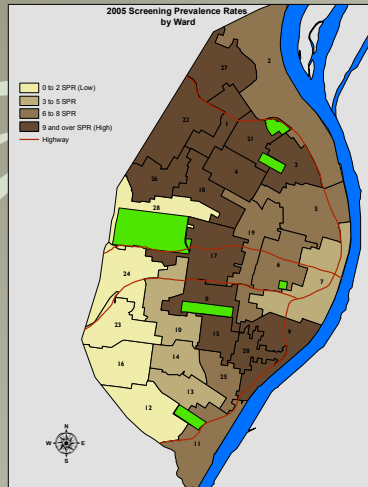 2005 Screening Prevalence Rates
by Ward
0 to 2 SPR (Low)
3 to 5 SPR
6 to 8 SPR
9 and over SPR (High)
Highway
2
27
22
1
21
3
4
26
18
28
5
19
17
6
7
24
8
23
10
15
9
14
20
16
25
13
12
11
N
W E
S